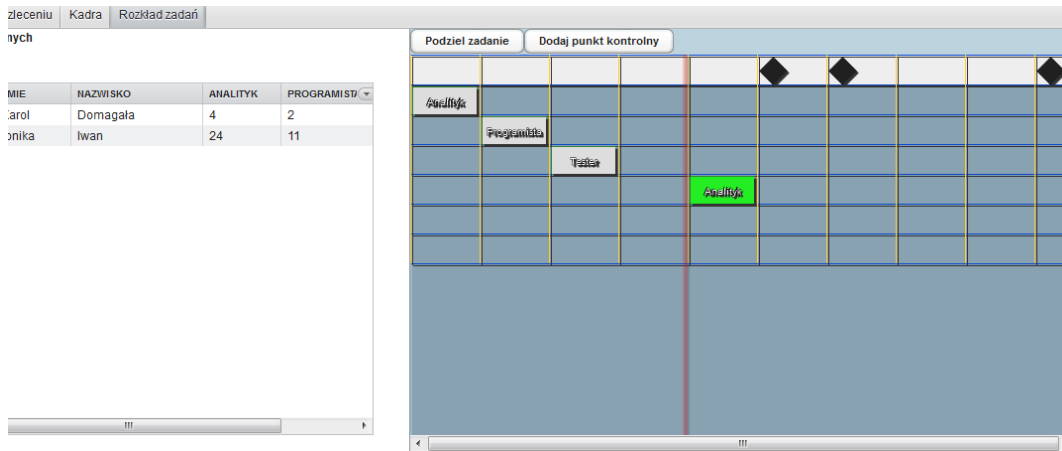 zleceniu Kadra Rozkład zadań
nych
Podziel zadanie Dodaj punkt kontrolny
MIE NAZWISKO ANALITYK PROGRAMIST
Karol Domagała 4 2
onika Iwan 24 11
Analityk
Programista
Tester
Analityk